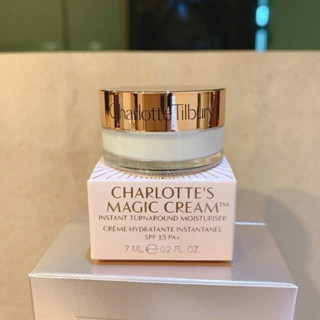 Charlotte Tilbury
CHARLOTTE'S
MAGIC CREAM™
INSTANT TURNAROUND MOISTURISER
CRÈME HYDRATANTE INSTANTANÉE
SPF 15 PA+
7 ML ℮ 0.2 FL. OZ.